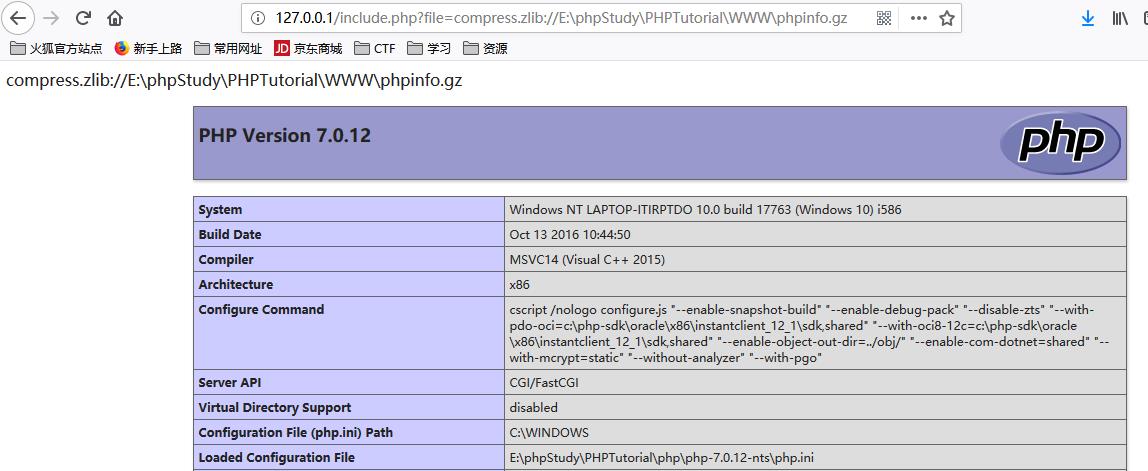 127.0.0.1/include.php?file=compress.zlib://E:\phpStudy\PHPTutorial\WWW\phpinfo.gz
火狐官方站点 新手上路 常用网址 JD 京东商城 CTF 学习 资源
compress.zlib://E:\phpStudy\PHPTutorial\WWW\phpinfo.gz
PHP Version 7.0.12 php
System Windows NT LAPTOP-ITIRPTDO 10.0 build 17763 (Windows 10) i586
Build Date Oct 13 2016 10:44:50
Compiler MSVC14 (Visual C++ 2015)
Architecture x86
Configure Command cscript /nologo configure.js "--enable-snapshot-build" "--enable-debug-pack" "--disable-zts" "--with-
pdo-oci=c:\php-sdk\oracle\x86\instantclient_12_1\sdk,shared" "--with-oci8-12c=c:\php-sdk\oracle
\x86\instantclient_12_1\sdk,shared" "--enable-object-out-dir=../obj/" "--enable-com-dotnet=shared" "--
with-mcrypt=static" "--without-analyzer" "--with-pgo"
Server API CGI/FastCGI
Virtual Directory Support disabled
Configuration File (php.ini) Path C:\WINDOWS
Loaded Configuration File E:\phpStudy\PHPTutorial\php\php-7.0.12-nts\php.ini